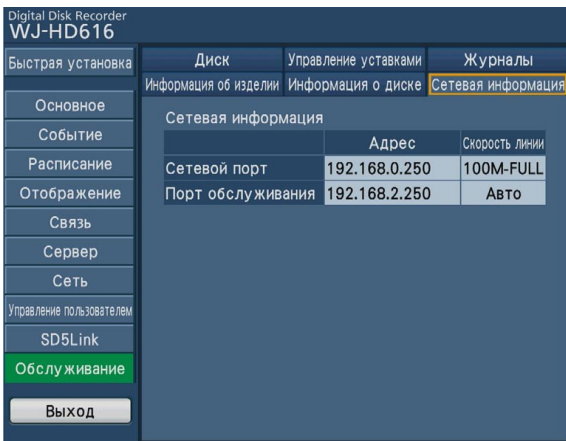 Digital Disk Recorder
WJ-HD616
Быстрая установка
Основное
Событие
Расписание
Отображение
Связь
Сервер
Сеть
Управление пользователем
SD5Link
Обслуживание
Выход
Диск Управление уставками Журналы
Информация об изделии Информация о диске Сетевая информация
Сетевая информация
Адрес Скорость линии
Сетевой порт 192.168.0.250 100M-FULL
Порт обслуживания 192.168.2.250 Авто